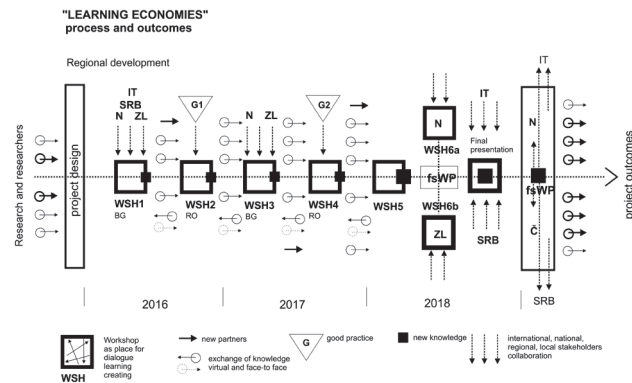 "LEARNING ECONOMIES"
process and outcomes
Regional development
IT
SRB
N ZL
G1
N ZL
G2
N
WSH6a
IT
Final
presentation
IT
N
Research and researchers
project design
WSH1
BG
WSH2
RO
WSH3
BG
WSH4
RO
WSH5
fsWP
WSH6b
ZL
SRB
fsWP
Č
SRB
project outcomes
2016
2017
2018
WSH
Workshop
as place for
dialogue
learning
creating
new partners
exchange of knowledge
virtual and face-to face
G
good practice
new knowledge
international, national,
regional, local stakeholders
collaboration